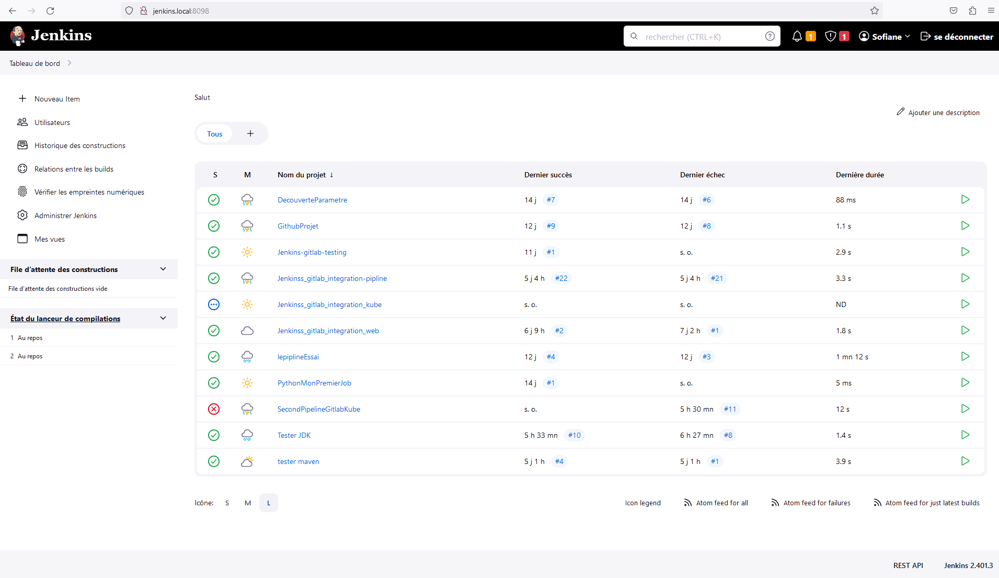 jenkins.local:8098
Jenkins
rechercher (CTRL+K)
1
1
Sofiane
se déconnecter
Tableau de bord
Nouveau Item
Utilisateurs
Historique des constructions
Relations entre les builds
Vérifier les empreintes numériques
Administrer Jenkins
Mes vues
File d’attente des constructions
File d'attente des constructions vide
État du lanceur de compilations
1 Au repos
2 Au repos
Salut
Ajouter une description
Tous +
S M Nom du projet ↓ Dernier succès Dernier échec Dernière durée
DecouverteParametre 14 j #7 14 j #6 88 ms
GithubProjet 12 j #9 12 j #8 1.1 s
Jenkins-gitlab-testing 11 j #1 s. o. 2.9 s
Jenkinss_gitlab_integration-pipline 5 j 4 h #22 5 j 4 h #21 3.3 s
Jenkinss_gitlab_integration_kube s. o. s. o. ND
Jenkinss_gitlab_integration_web 6 j 9 h #2 7 j 2 h #1 1.8 s
lepiplineEssai 12 j #4 12 j #3 1 mn 12 s
PythonMonPremierJob 14 j #1 s. o. 5 ms
SecondPipelineGitlabKube s. o. 5 h 30 mn #11 12 s
Tester JDK 5 h 33 mn #10 6 h 27 mn #8 1.4 s
tester maven 5 j 1 h #4 5 j 1 h #1 3.9 s
Icône: S M L
Icon legend
Atom feed for all
Atom feed for failures
Atom feed for just latest builds
REST API
Jenkins 2.401.3